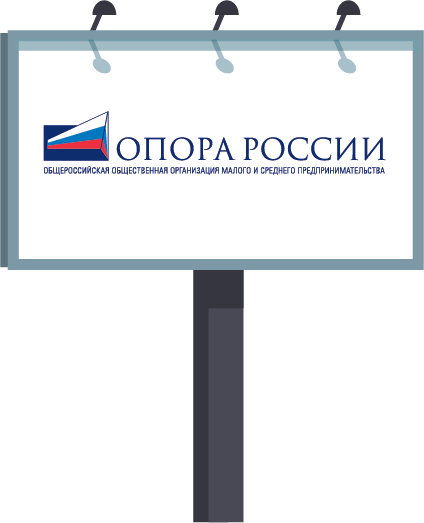 ОПОРА РОССИИ
ОБЩЕРОССИЙСКАЯ ОБЩЕСТВЕННАЯ ОРГАНИЗАЦИЯ МАЛОГО И СРЕДНЕГО ПРЕДПРИНИМАТЕЛЬСТВА